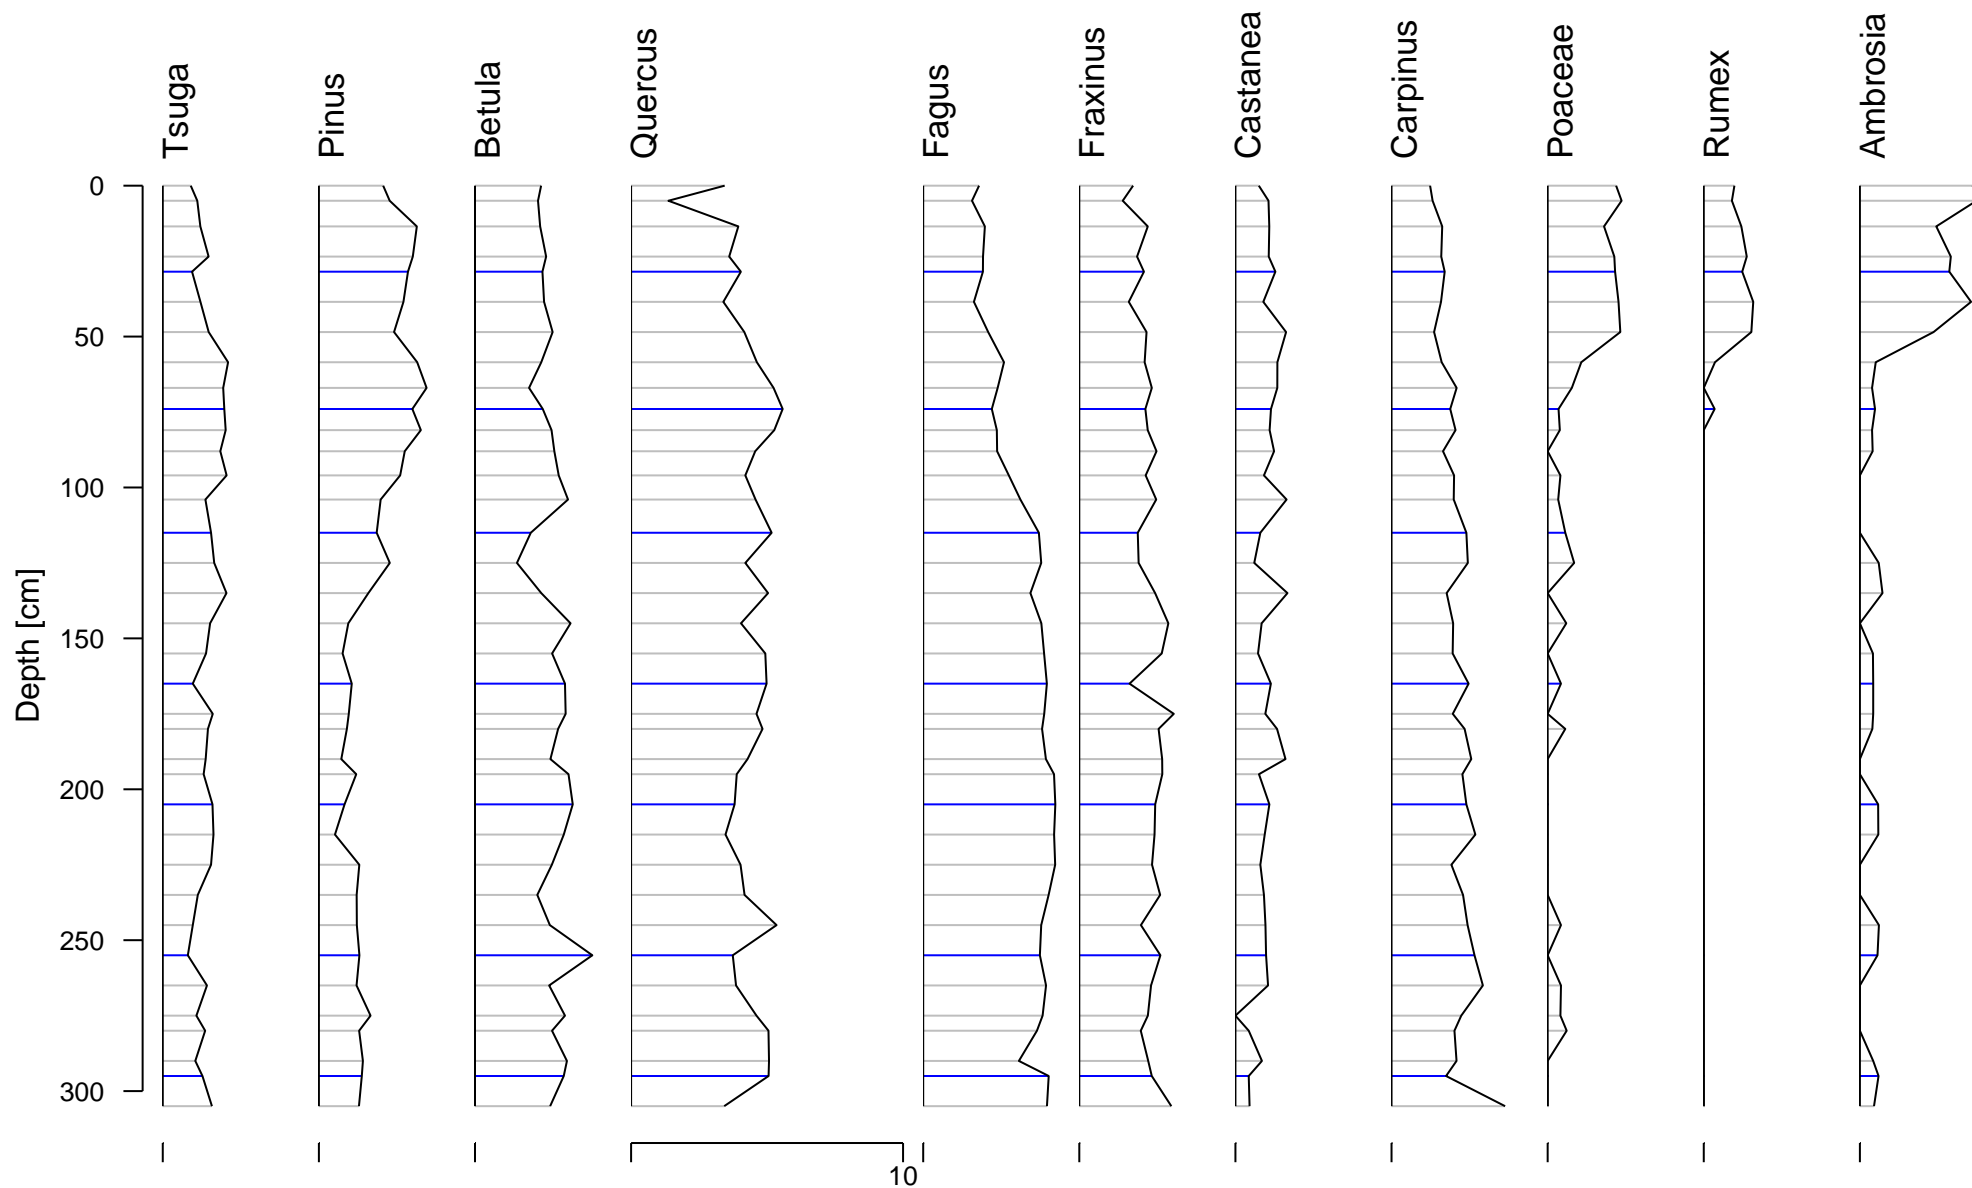 Tsuga
Pinus
Betula
Quercus
Fagus
Fraxinus
Castanea
Carpinus
Poaceae
Rumex
Ambrosia
Depth [cm]
0
50
100
150
200
250
300
10